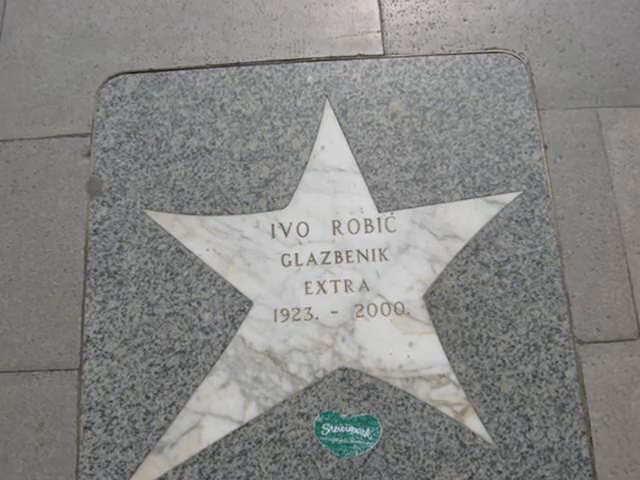 IVO ROBIĆ
GLAZBENIK
EXTRA
1923. - 2000.